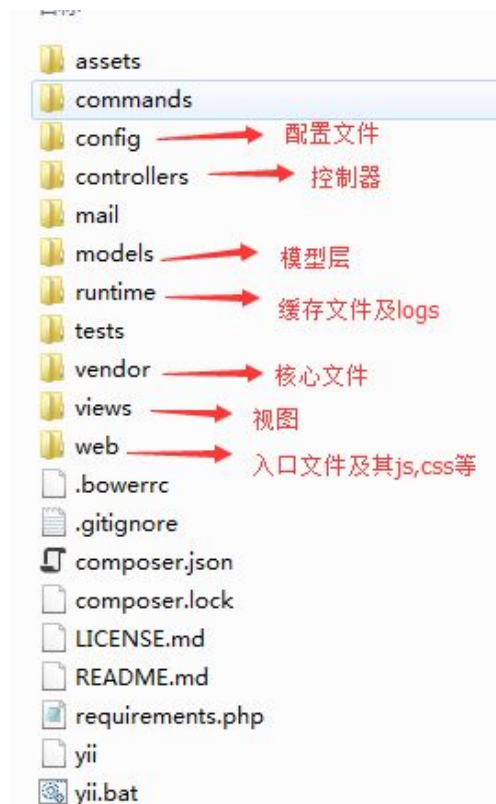 assets
commands
config 配置文件
controllers 控制器
mail
models 模型层
runtime 缓存文件及logs
tests
vendor 核心文件
views 视图
web 入口文件及其js,css等
.bowerrc
.gitignore
composer.json
composer.lock
LICENSE.md
README.md
requirements.php
yii
yii.bat